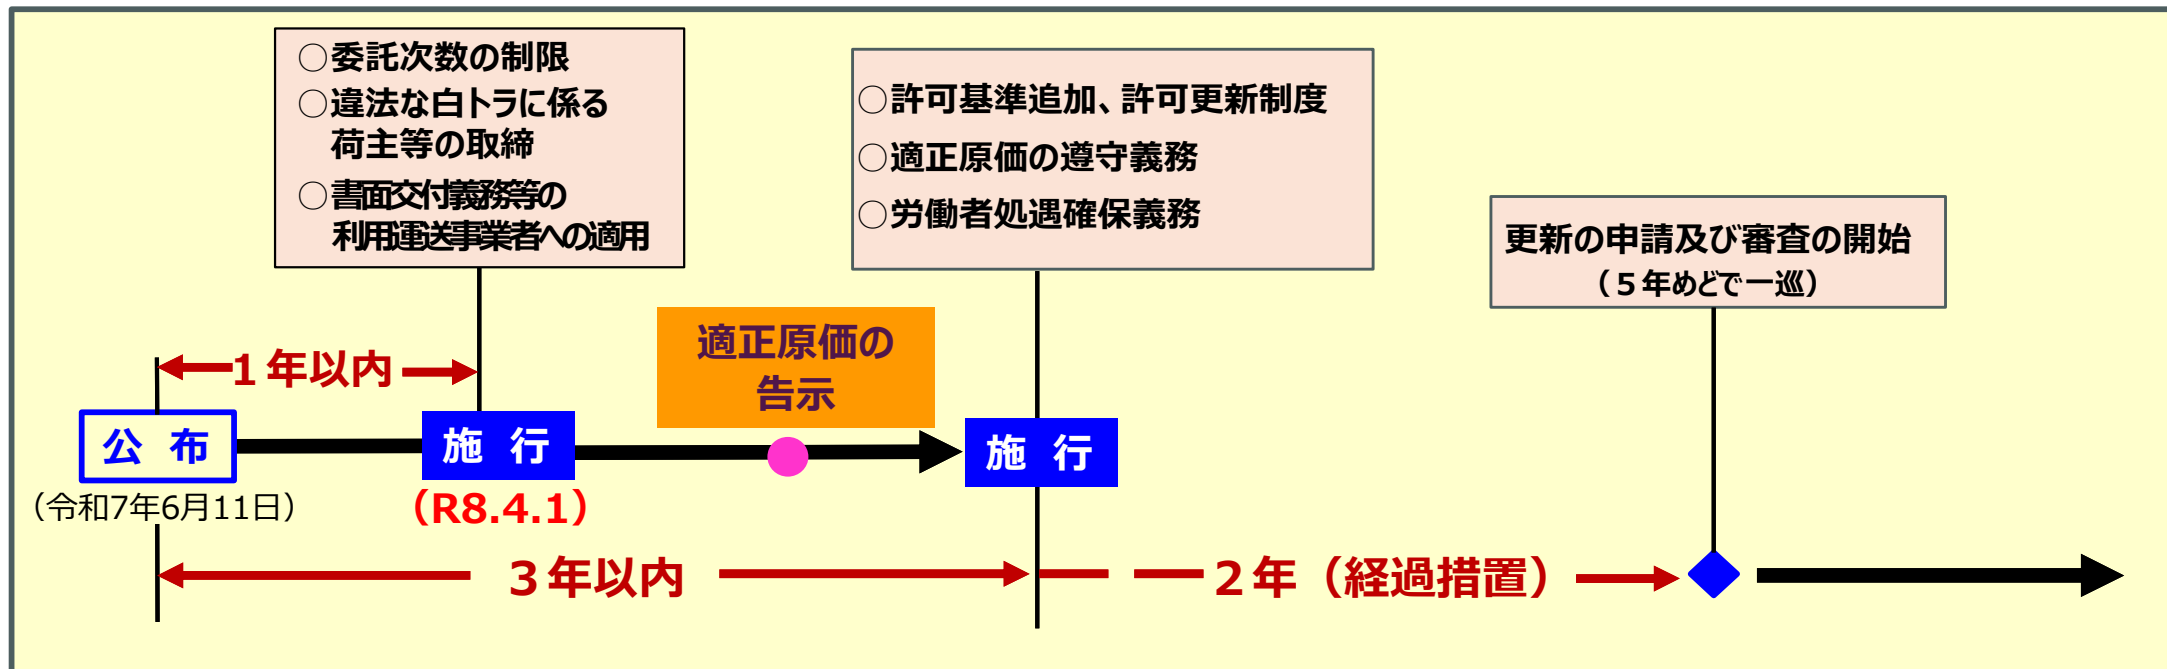 ○委託次数の制限
○違法な白トラに係る
荷主等の取締
○書面交付義務等の
利用運送事業者への適用
○許可基準追加、許可更新制度
○適正原価の遵守義務
○労働者処遇確保義務
更新の申請及び審査の開始
（５年めどで一巡）
適正原価の
告示
１年以内
公 布
施 行
施 行
（令和7年6月11日）
（R8.4.1）
３年以内
２年（経過措置）